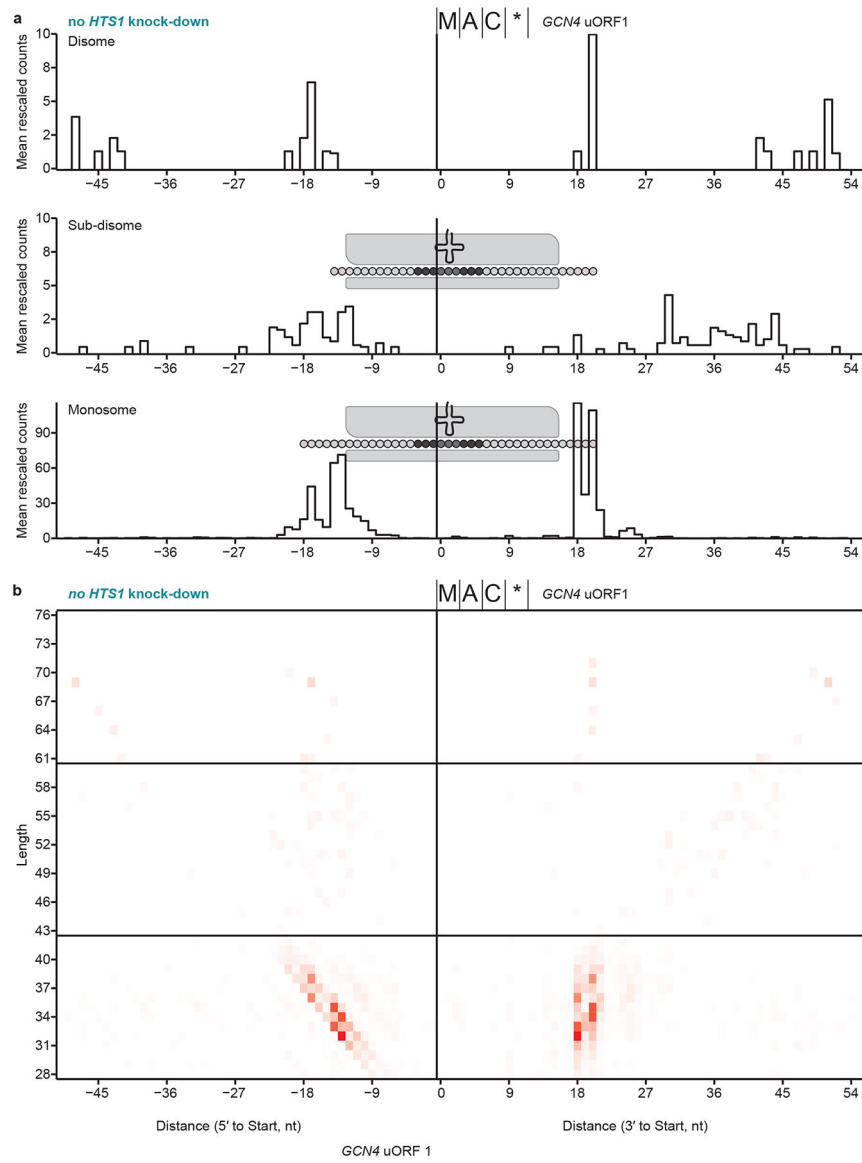 a no HTS1 knock-down M A C * GCN4 uORF1
Disome
Mean rescaled counts
10
8
5
2
0
−45 −36 −27 −18 −9 0 9 18 27 36 45 54
Sub-disome
Mean rescaled counts
10
8
5
2
0
−45 −36 −27 −18 −9 0 9 18 27 36 45 54
Monosome
Mean rescaled counts
90
60
30
0
−45 −36 −27 −18 −9 0 9 18 27 36 45 54
b no HTS1 knock-down M A C * GCN4 uORF1
Length
76
73
70
67
64
61
58
55
52
49
46
43
40
37
34
31
28
−45 −36 −27 −18 −9 0 9 18 27 36 45 54
Distance (5′ to Start, nt) Distance (3′ to Start, nt)
GCN4 uORF 1